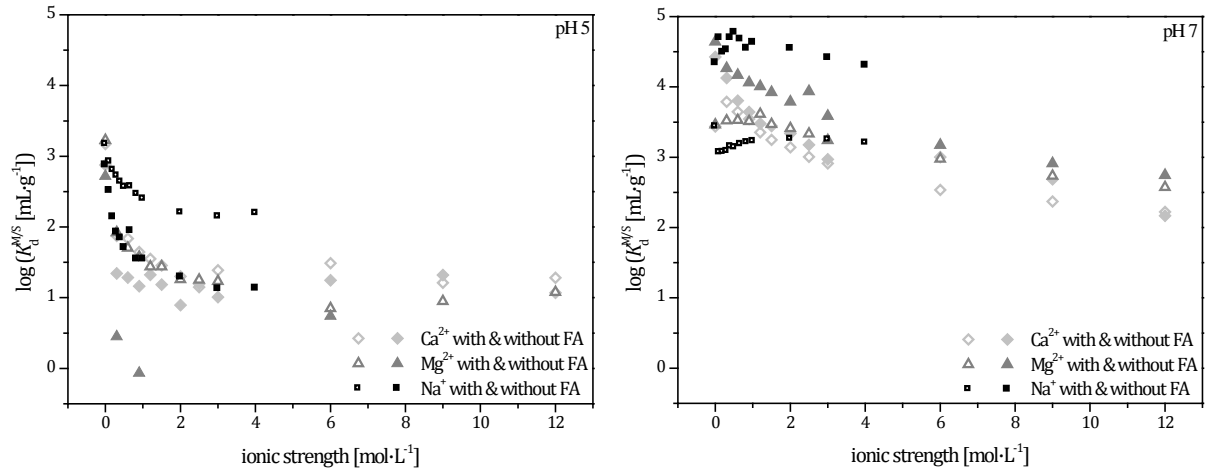 pH 5
5
4
3
2
1
0
log (K_d^{M/S} [mL·g⁻¹])
Ca²⁺ with & without FA
Mg²⁺ with & without FA
Na⁺ with & without FA
0 2 4 6 8 10 12
ionic strength [mol·L⁻¹]
pH 7
5
4
3
2
1
0
log (K_d^{M/S} [mL·g⁻¹])
Ca²⁺ with & without FA
Mg²⁺ with & without FA
Na⁺ with & without FA
0 2 4 6 8 10 12
ionic strength [mol·L⁻¹]